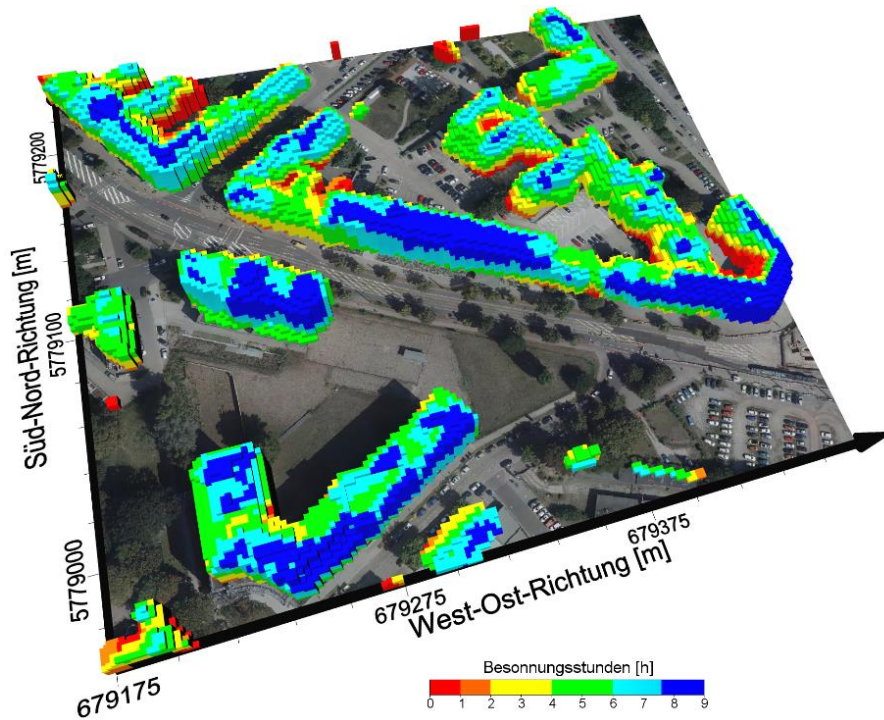 5779200
5779100
5779000
Süd-Nord-Richtung [m]
679175
679275
679375
West-Ost-Richtung [m]
Besonnungsstunden [h]
0 1 2 3 4 5 6 7 8 9